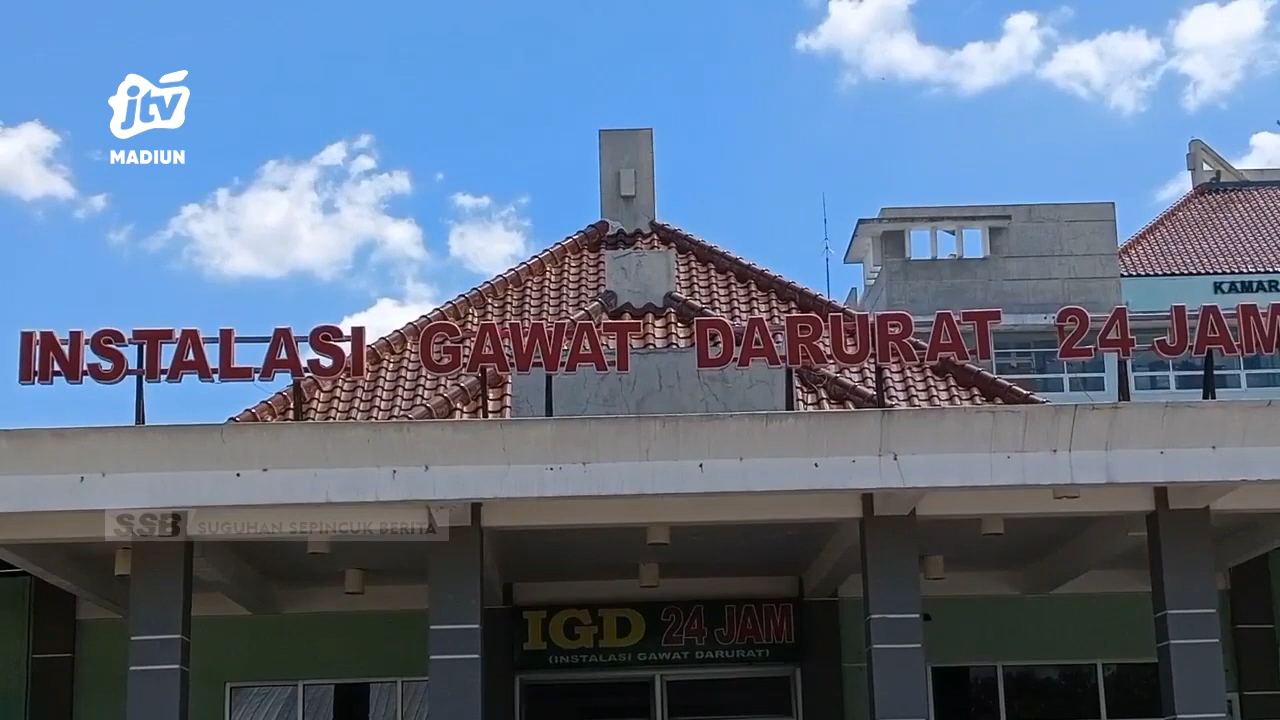 jtv
MADIUN
KAMAR
INSTALASI GAWAT DARURAT 24 JAM
SSB SUGUHAN SEPINCUK BERITA
IGD 24 JAM
(INSTALASI GAWAT DARURAT)